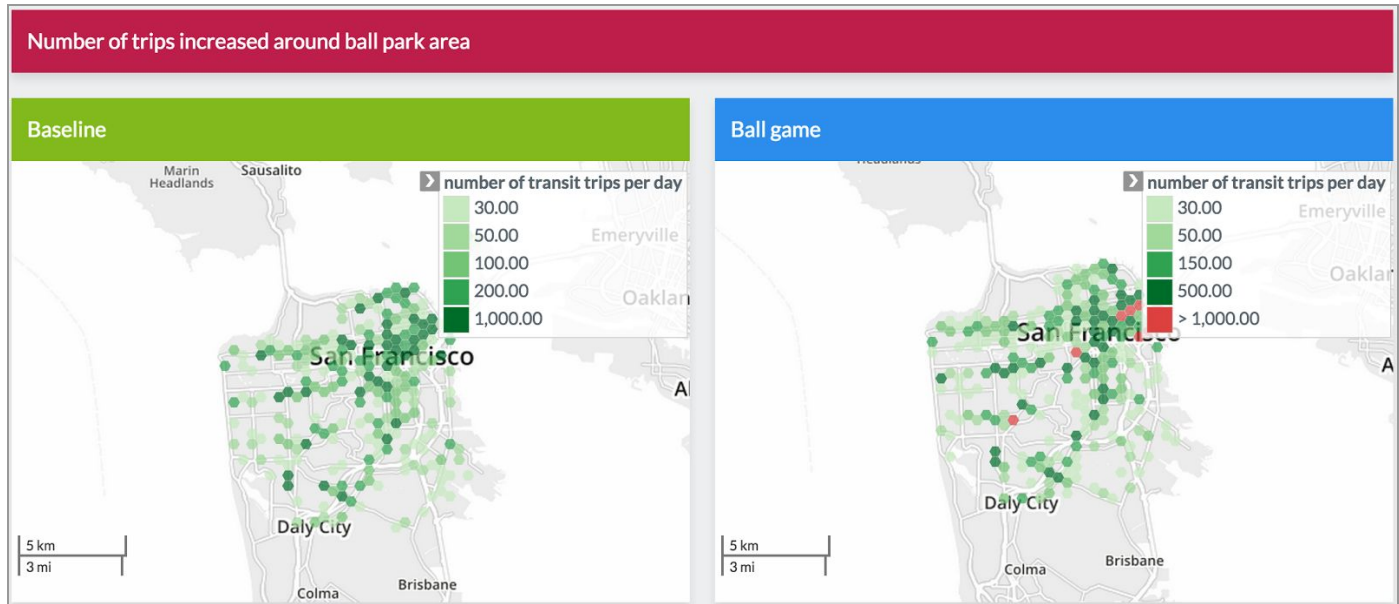 Number of trips increased around ball park area
Baseline
Marin
Headlands
Sausalito
number of transit trips per day
30.00
50.00
100.00
200.00
1,000.00
Emeryville
Oaklan
San Francisco
Al
Daly City
5 km
3 mi
Colma
Brisbane
Ball game
Headlands
number of transit trips per day
30.00
50.00
150.00
500.00
> 1,000.00
Emeryville
Oakla
San Francisco
A
Daly City
5 km
3 mi
Colma
Brisbane